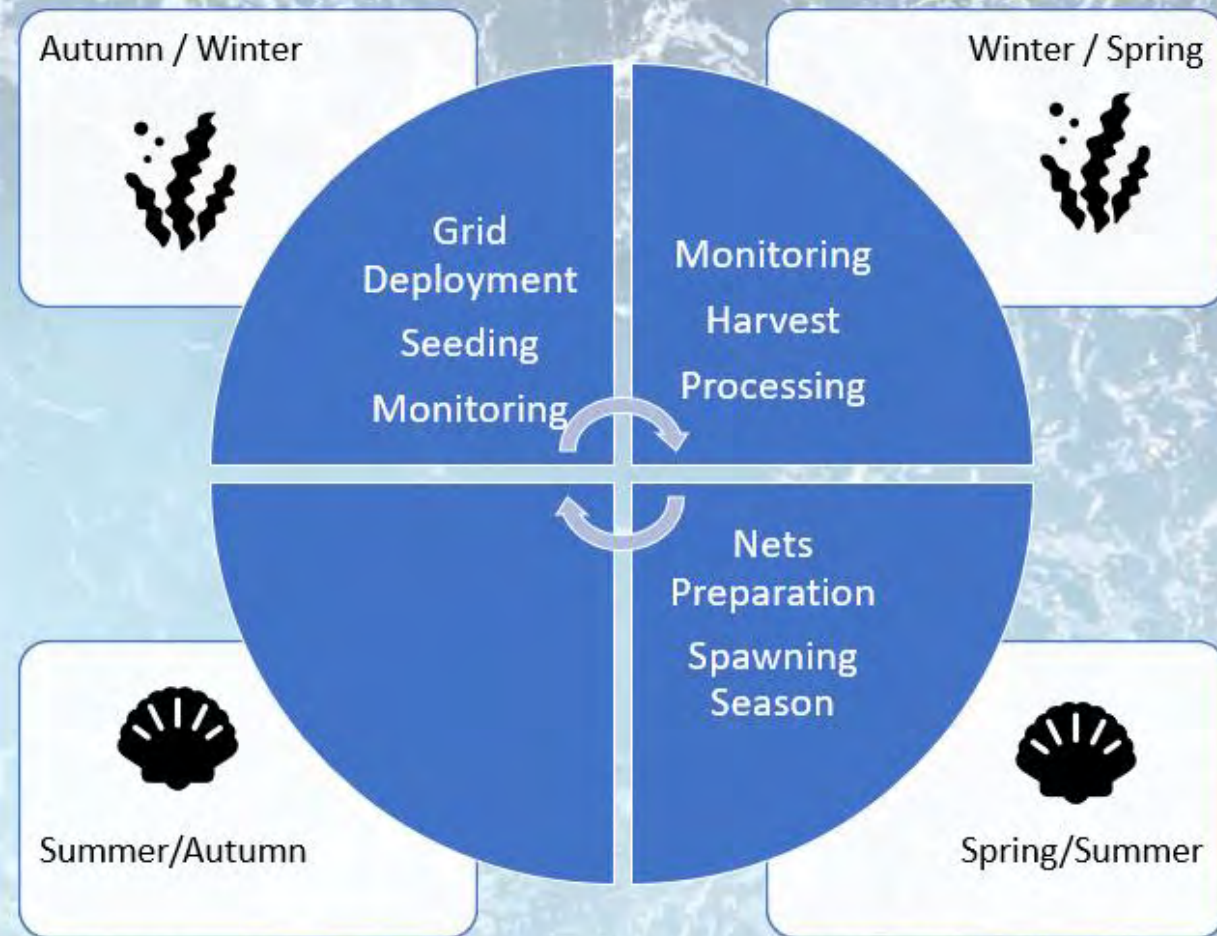 Autumn / Winter
Winter / Spring
Grid
Deployment
Seeding
Monitoring
Monitoring
Harvest
Processing
Nets
Preparation
Spawning
Season
Summer/Autumn
Spring/Summer